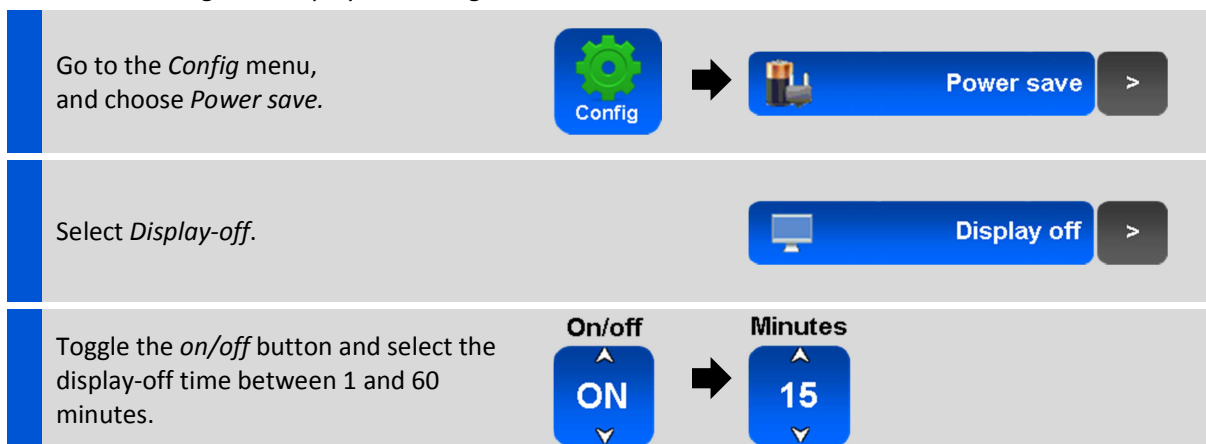 Go to the Config menu,
and choose Power save.
Config
Power save
>
Select Display-off.
Display off
>
Toggle the on/off button and select the
display-off time between 1 and 60
minutes.
On/off
ON
Minutes
15